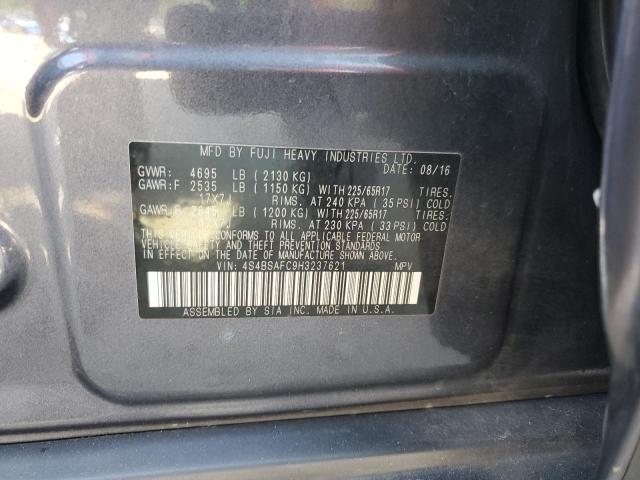 MFD BY FUJI HEAVY INDUSTRIES LTD.
GVWR: 4695 LB (2130 KG) DATE: 08/16
GAWR:F 2535 LB (1150 KG) WITH 225/65R17 TIRES.
17X7J RIMS. AT 240 KPA (35 PSI) COLD
GAWR:R 2645 LB (1200 KG) WITH 225/65R17 TIRES.
RIMS. AT 230 KPA (33 PSI) COLD
THIS VEHICLE CONFORMS TO ALL APPLICABLE FEDERAL MOTOR
VEHICLE SAFETY AND THEFT PREVENTION STANDARDS IN EFFECT ON THE
DATE OF MANUFACTURE SHOWN ABOVE.
VIN: 4S4BSAFC9H3237621 MPV
ASSEMBLED BY SIA INC. MADE IN U.S.A.